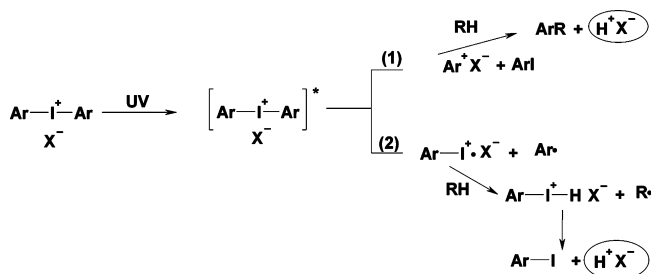 RH
ArR + H⁺X⁻
(1)
Ar⁺X⁻ + ArI
UV
Ar—I⁺—Ar
X⁻
[Ar—I⁺—Ar]*
X⁻
(2)
Ar—I⁺• X⁻ + Ar•
RH
Ar—I⁺—H X⁻ + R•
Ar—I + H⁺X⁻